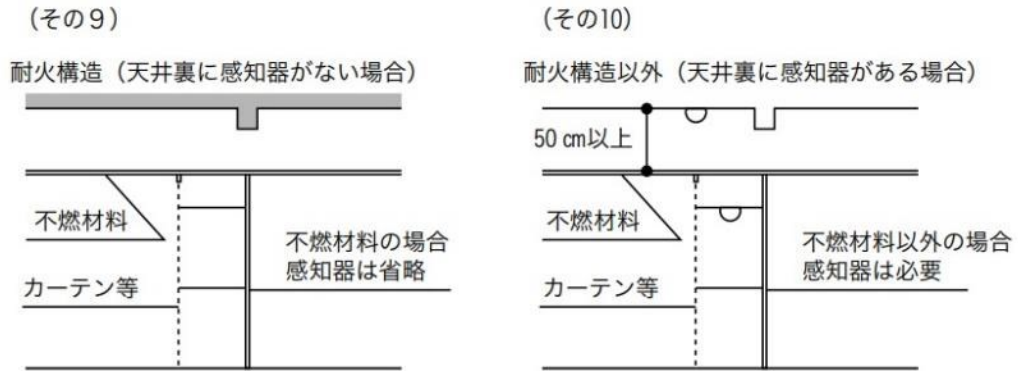 （その９）
耐火構造（天井裏に感知器がない場合）
不燃材料
カーテン等
不燃材料の場合
感知器は省略
（その10）
耐火構造以外（天井裏に感知器がある場合）
50 cm以上
不燃材料
カーテン等
不燃材料以外の場合
感知器は必要